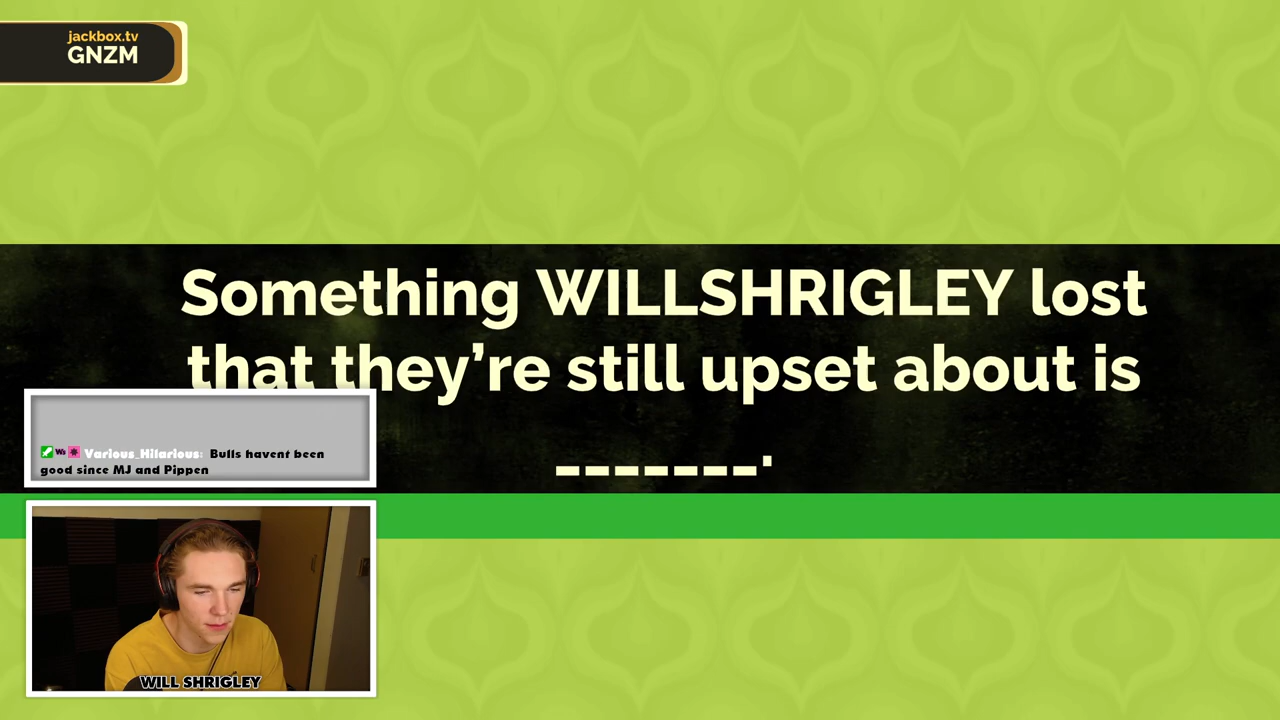 jackbox.tv
GNZM
Something WILLSHRIGLEY lost
that they’re still upset about is
_______.
Ws Various_Hilarious: Bulls havent been
good since MJ and Pippen
WILL SHRIGLEY